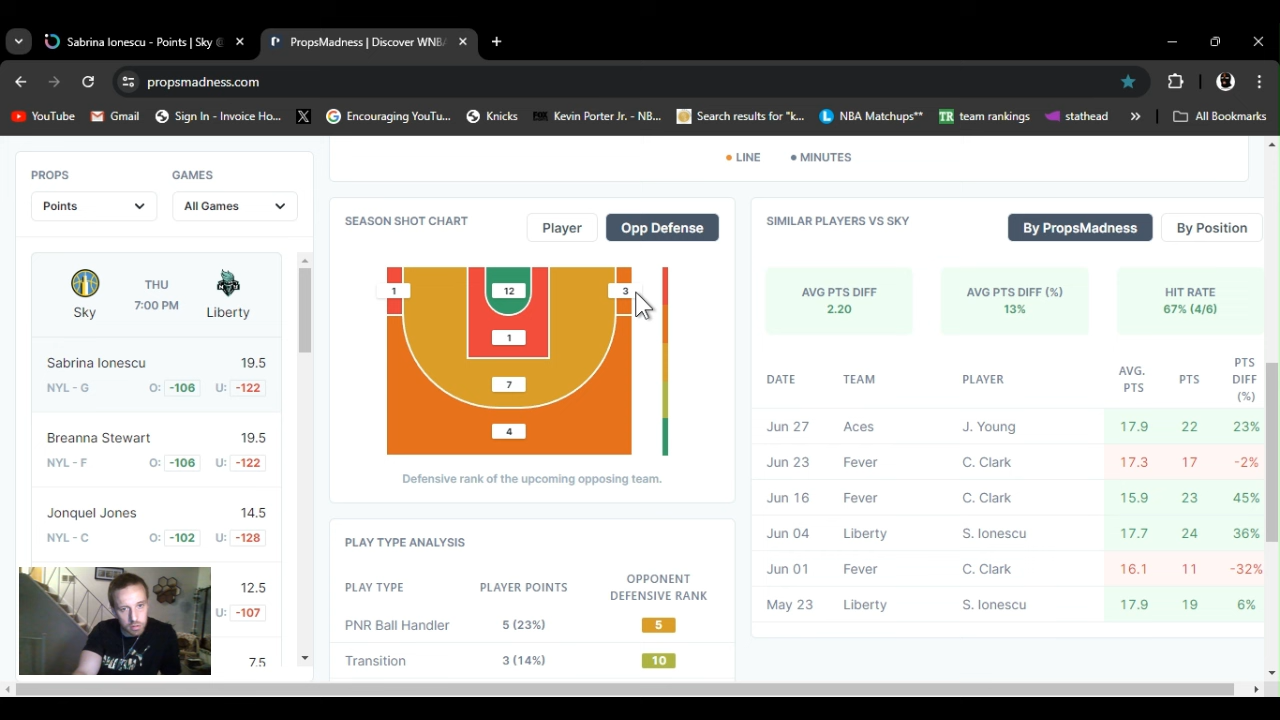 Sabrina Ionescu - Points | Sky @
PropsMadness | Discover WNBA
propsmadness.com
YouTube
Gmail
Sign In - Invoice Ho...
Encouraging YouTu...
Knicks
Kevin Porter Jr. - NB...
Search results for "k...
NBA Matchups**
TR
team rankings
stathead
»
All Bookmarks
LINE
MINUTES
PROPS
GAMES
Points
All Games
Sky
THU
7:00 PM
Liberty
Sabrina Ionescu 19.5
NYL - G O: -106 U: -122
Breanna Stewart 19.5
NYL - F O: -106 U: -122
Jonquel Jones 14.5
NYL - C O: -102 U: -128
12.5
U: -107
7.5
SEASON SHOT CHART
Player
Opp Defense
1
12
3
1
7
4
Defensive rank of the upcoming opposing team.
PLAY TYPE ANALYSIS
PLAY TYPE PLAYER POINTS OPPONENT
DEFENSIVE RANK
PNR Ball Handler 5 (23%) 5
Transition 3 (14%) 10
SIMILAR PLAYERS VS SKY
By PropsMadness
By Position
AVG PTS DIFF
2.20
AVG PTS DIFF (%)
13%
HIT RATE
67% (4/6)
DATE TEAM PLAYER AVG.
PTS PTS PTS
DIFF
(%)
Jun 27 Aces J. Young 17.9 22 23%
Jun 23 Fever C. Clark 17.3 17 -2%
Jun 16 Fever C. Clark 15.9 23 45%
Jun 04 Liberty S. Ionescu 17.7 24 36%
Jun 01 Fever C. Clark 16.1 11 -32%
May 23 Liberty S. Ionescu 17.9 19 6%